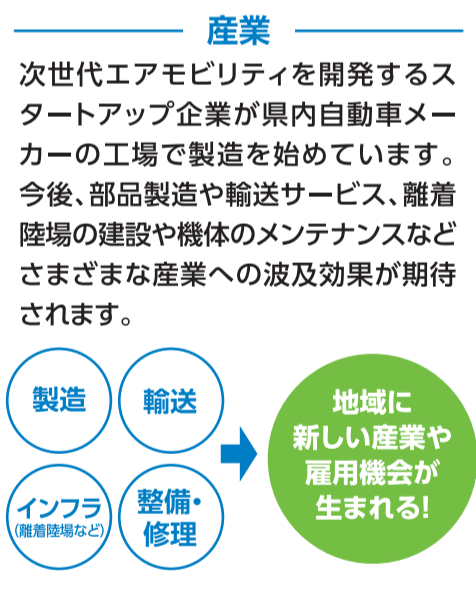 産業
次世代エアモビリティを開発するス
タートアップ企業が県内自動車メー
カーの工場で製造を始めています。
今後、部品製造や輸送サービス、離着
陸場の建設や機体のメンテナンスなど
さまざまな産業への波及効果が期待
されます。
製造
輸送
インフラ
(離着陸場など)
整備・
修理
地域に
新しい産業や
雇用機会が
生まれる!